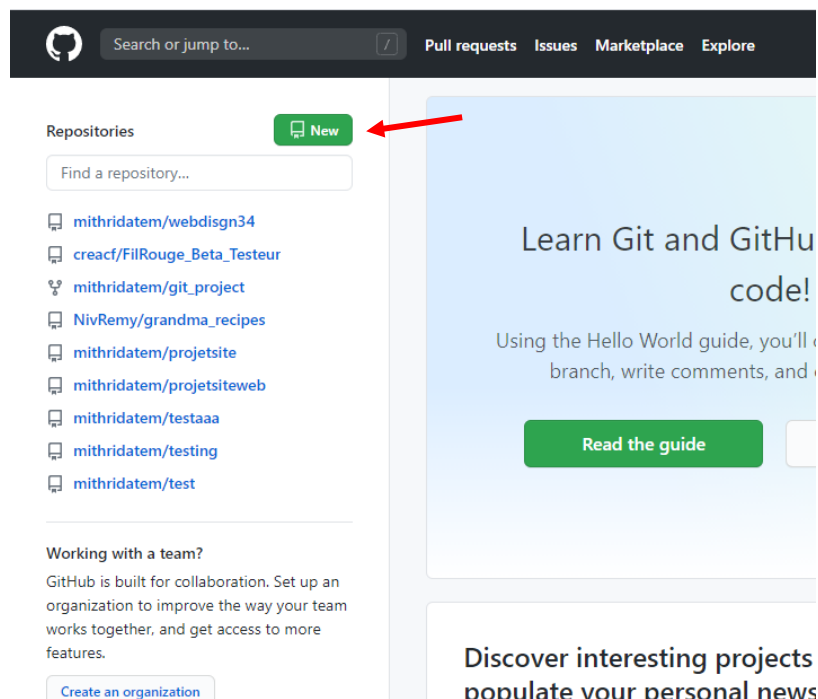 Search or jump to... /
Pull requests Issues Marketplace Explore
Repositories
New
Find a repository...
mithridatem/webdisgn34
creacf/FilRouge_Beta_Testeur
mithridatem/git_project
NivRemy/grandma_recipes
mithridatem/projetsite
mithridatem/projetsiteweb
mithridatem/testaaa
mithridatem/testing
mithridatem/test
Working with a team?
GitHub is built for collaboration. Set up an
organization to improve the way your team
works together, and get access to more
features.
Create an organization
Learn Git and GitHu
code!
Using the Hello World guide, you'll
branch, write comments, and
Read the guide
Discover interesting projects
populate your personal news